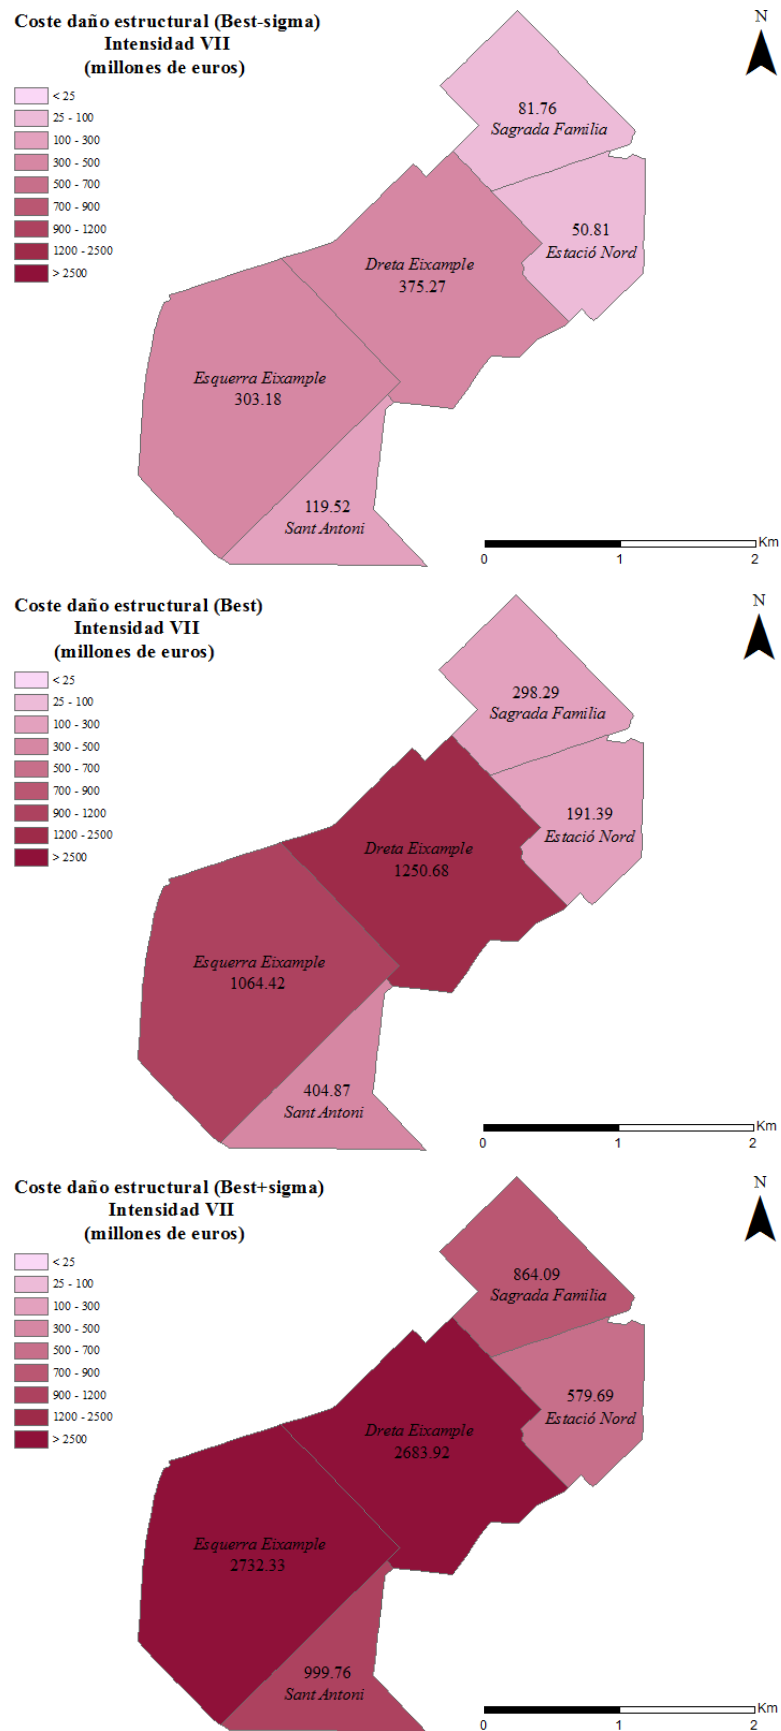 Coste daño estructural (Best-sigma)
Intensidad VII
(millones de euros)
< 25
25 - 100
100 - 300
300 - 500
500 - 700
700 - 900
900 - 1200
1200 - 2500
> 2500
N
81.76
Sagrada Familia
50.81
Estació Nord
Dreta Eixample
375.27
Esquerra Eixample
303.18
119.52
Sant Antoni
Km
0 1 2
Coste daño estructural (Best)
Intensidad VII
(millones de euros)
< 25
25 - 100
100 - 300
300 - 500
500 - 700
700 - 900
900 - 1200
1200 - 2500
> 2500
N
298.29
Sagrada Familia
191.39
Estació Nord
Dreta Eixample
1250.68
Esquerra Eixample
1064.42
404.87
Sant Antoni
Km
0 1 2
Coste daño estructural (Best+sigma)
Intensidad VII
(millones de euros)
< 25
25 - 100
100 - 300
300 - 500
500 - 700
700 - 900
900 - 1200
1200 - 2500
> 2500
N
864.09
Sagrada Familia
579.69
Estació Nord
Dreta Eixample
2683.92
Esquerra Eixample
2732.33
999.76
Sant Antoni
Km
0 1 2